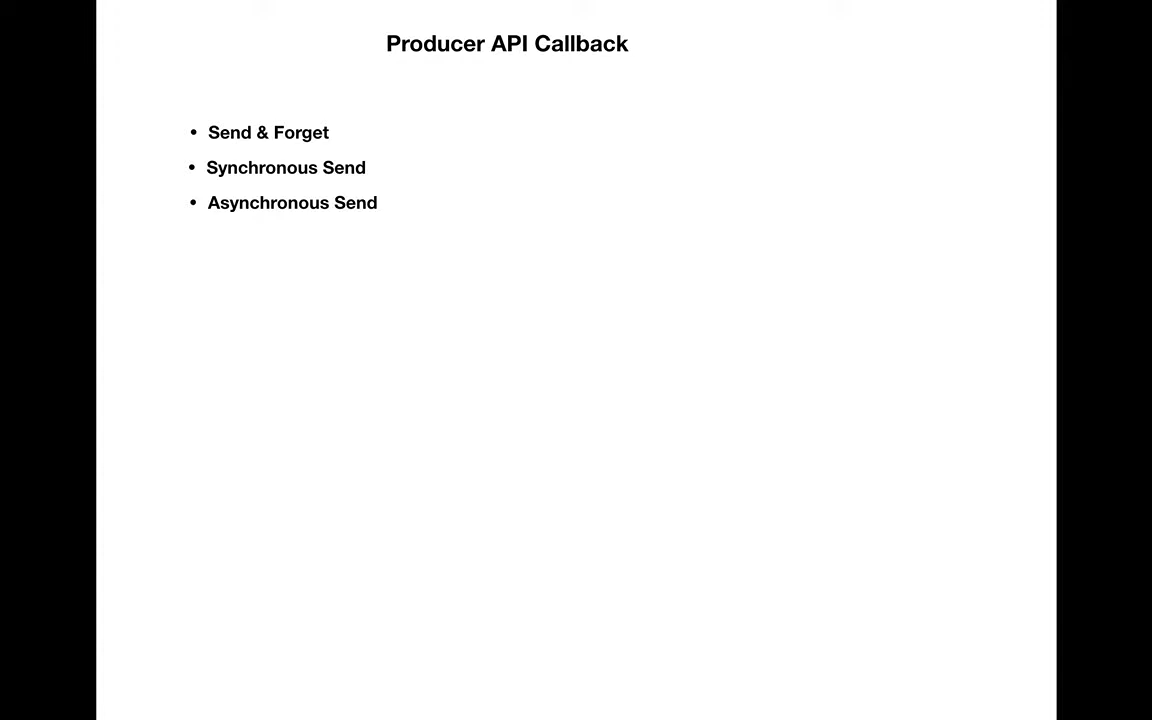 Producer API Callback
• Send & Forget
• Synchronous Send
• Asynchronous Send